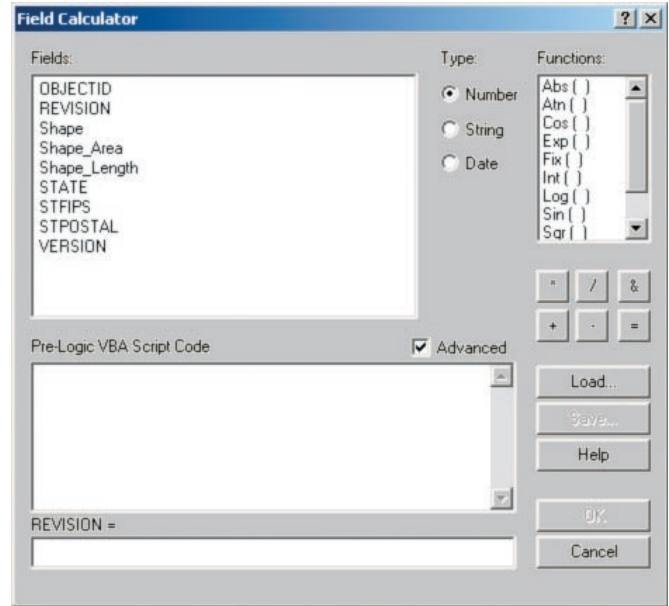 Field Calculator
? ×
Fields:
OBJECTID
REVISION
Shape
Shape_Area
Shape_Length
STATE
STFIPS
STPOSTAL
VERSION
Type:
Number
String
Date
Functions:
Abs ( )
Atn ( )
Cos ( )
Exp ( )
Fix ( )
Int ( )
Log ( )
Sin ( )
Sqr ( )
* / &
+ - =
Pre-Logic VBA Script Code
Advanced
Load...
Save...
Help
REVISION =
OK
Cancel